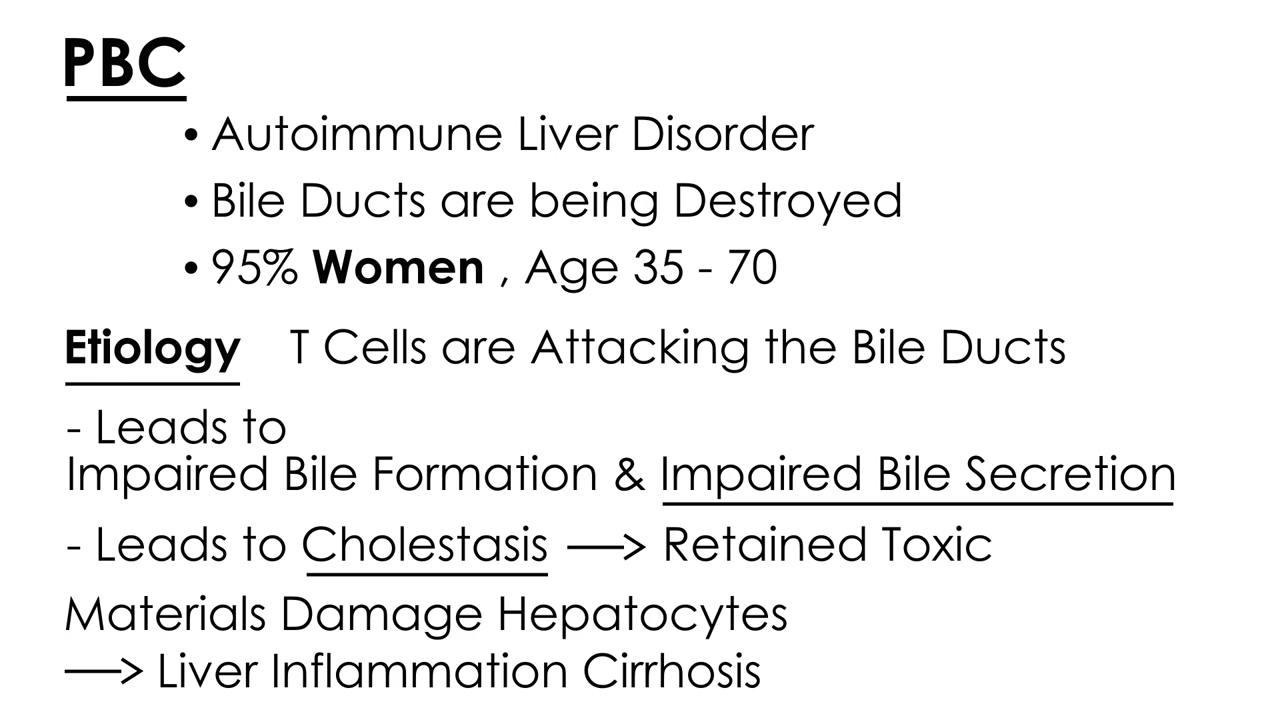 PBC
• Autoimmune Liver Disorder
• Bile Ducts are being Destroyed
• 95% Women , Age 35 - 70
Etiology T Cells are Attacking the Bile Ducts
- Leads to
Impaired Bile Formation & Impaired Bile Secretion
- Leads to Cholestasis ⟶ Retained Toxic
Materials Damage Hepatocytes
⟶ Liver Inflammation Cirrhosis